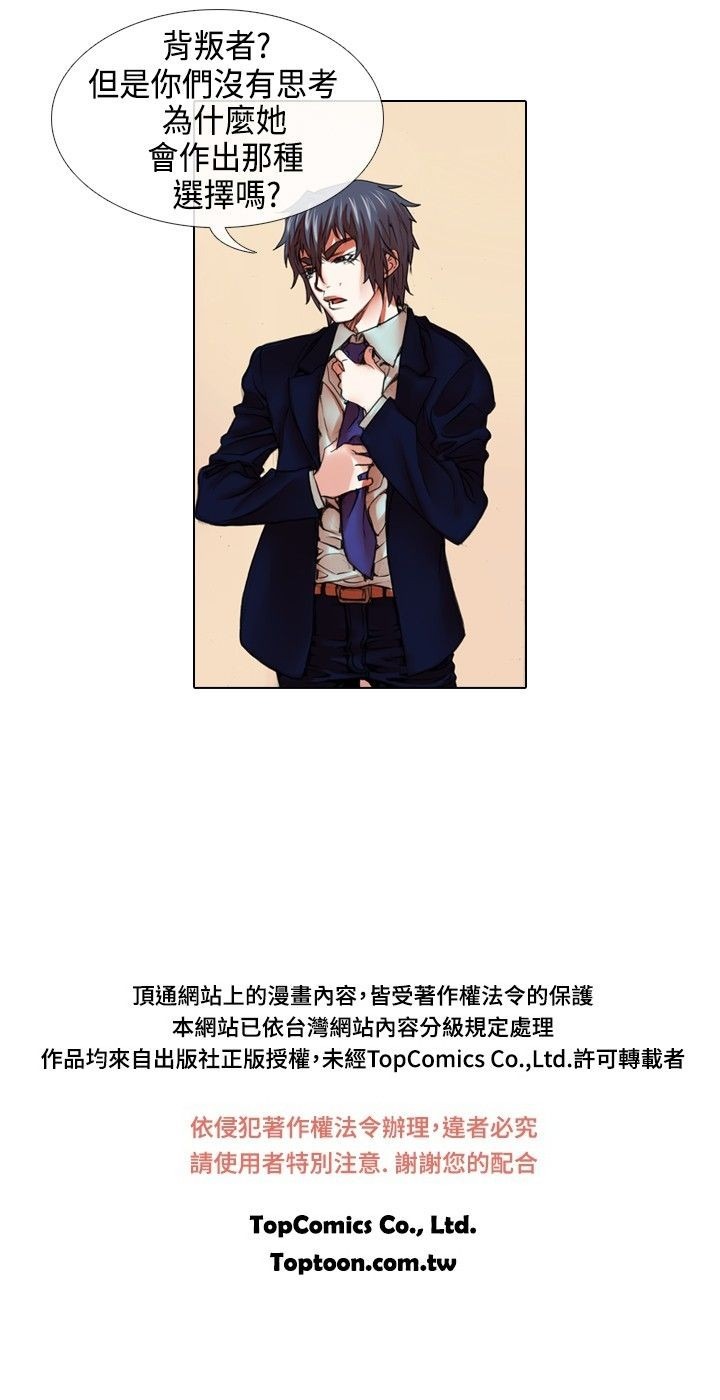 背叛者?
但是你們沒有思考
為什麼她
會作出那種
選擇嗎?
頂通網站上的漫畫內容,皆受著作權法令的保護
本網站已依台灣網站內容分級規定處理
作品均來自出版社正版授權,未經TopComics Co.,Ltd.許可轉載者
依侵犯著作權法令辦理,違者必究
請使用者特別注意. 謝謝您的配合
TopComics Co., Ltd.
Toptoon.com.tw